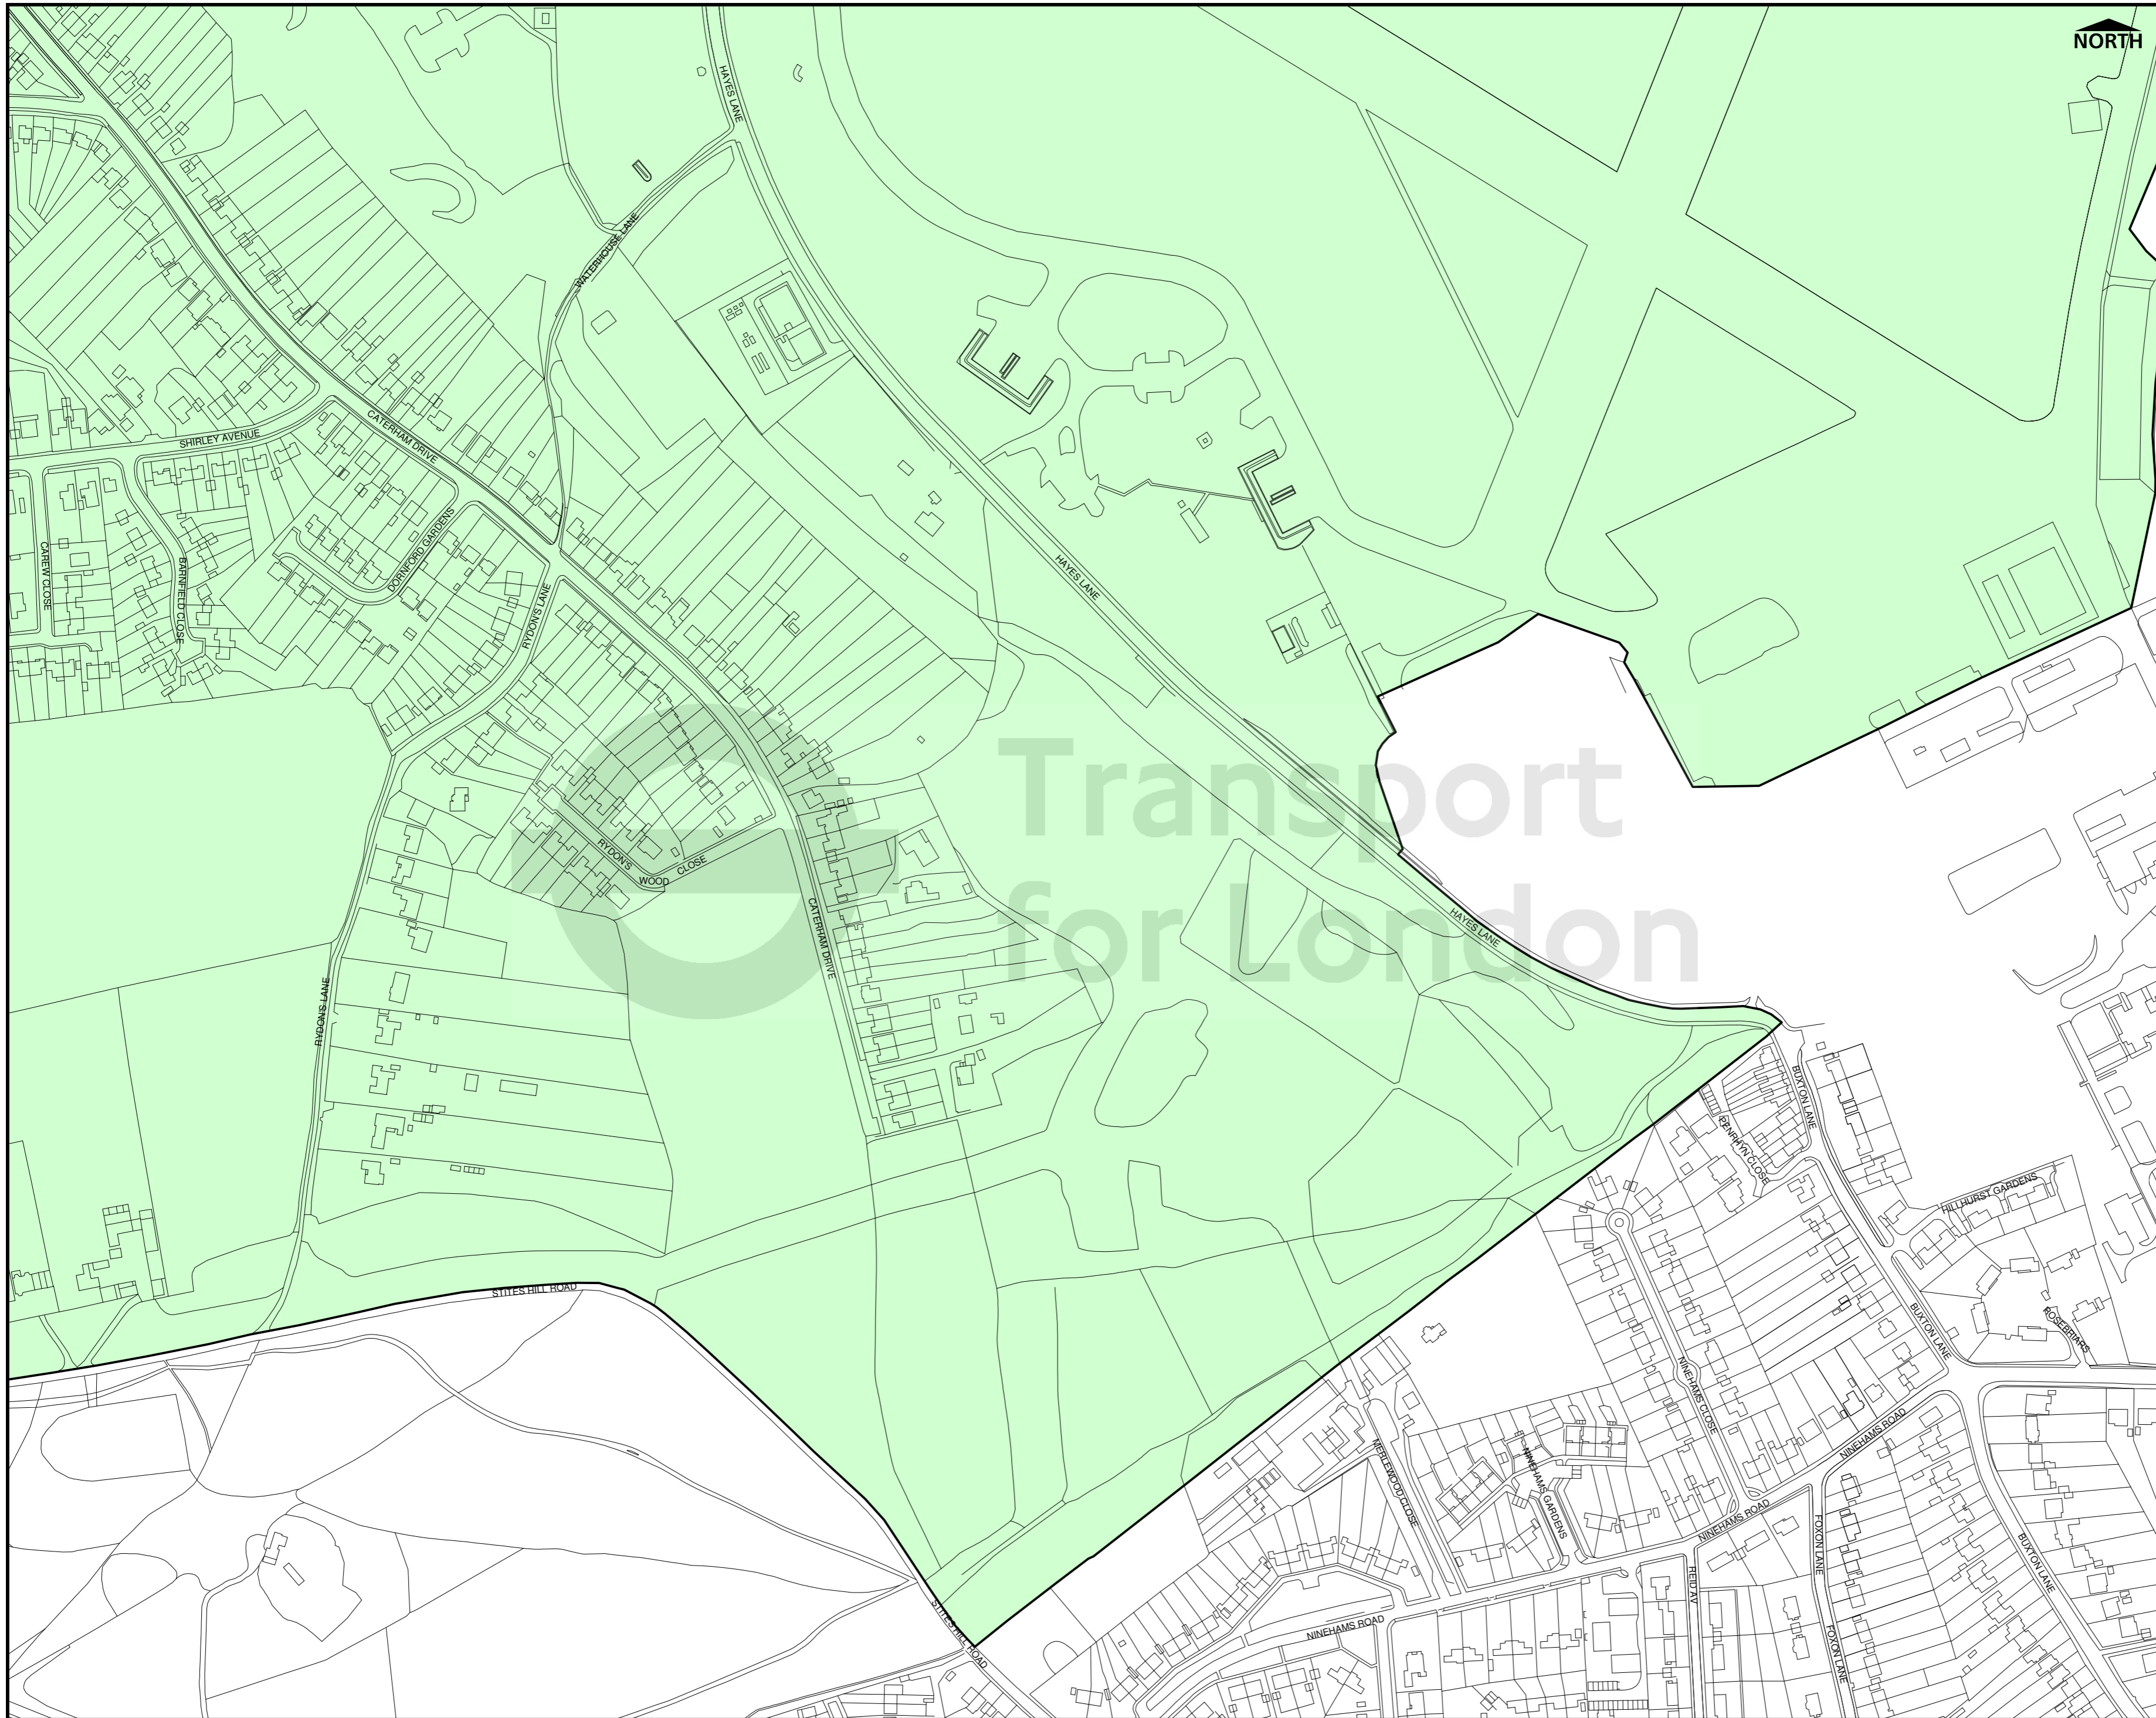 NORTH
HAYES LANE
WATERHOUSE LANE
CATERHAM DRIVE
SHIRLEY AVENUE
DORNFORD GARDENS
CAREW CLOSE
BARNFIELD CLOSE
RYDON'S LANE
HAYES LANE
Transport
for London
RYDON'S
WOOD
CLOSE
CATERHAM DRIVE
HAYES LANE
RYDON'S LANE
BUXTON LANE
PENRHYN CLOSE
HILLHURST GARDENS
STITES HILL ROAD
BUXTON LANE
ROSEBRIARS
NINEHAMS CLOSE
NINEHAMS ROAD
MERLEWOOD CLOSE
NINEHAMS GARDENS
NINEHAMS ROAD
FOXON LANE
BUXTON LANE
REID AV
STITES HILL ROAD
NINEHAMS ROAD
FOXON LANE